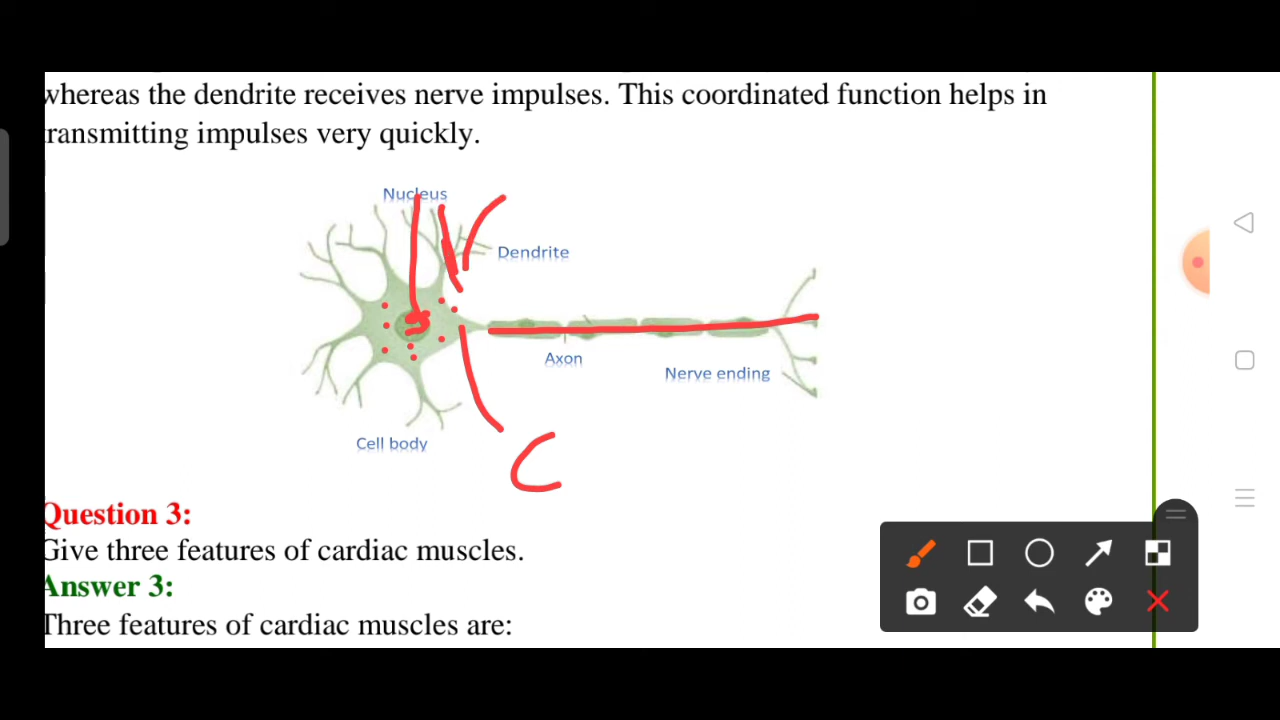 whereas the dendrite receives nerve impulses. This coordinated function helps in
transmitting impulses very quickly.
Nucleus
Dendrite
Axon
Nerve ending
Cell body
C
Question 3:
Give three features of cardiac muscles.
Answer 3:
Three features of cardiac muscles are: